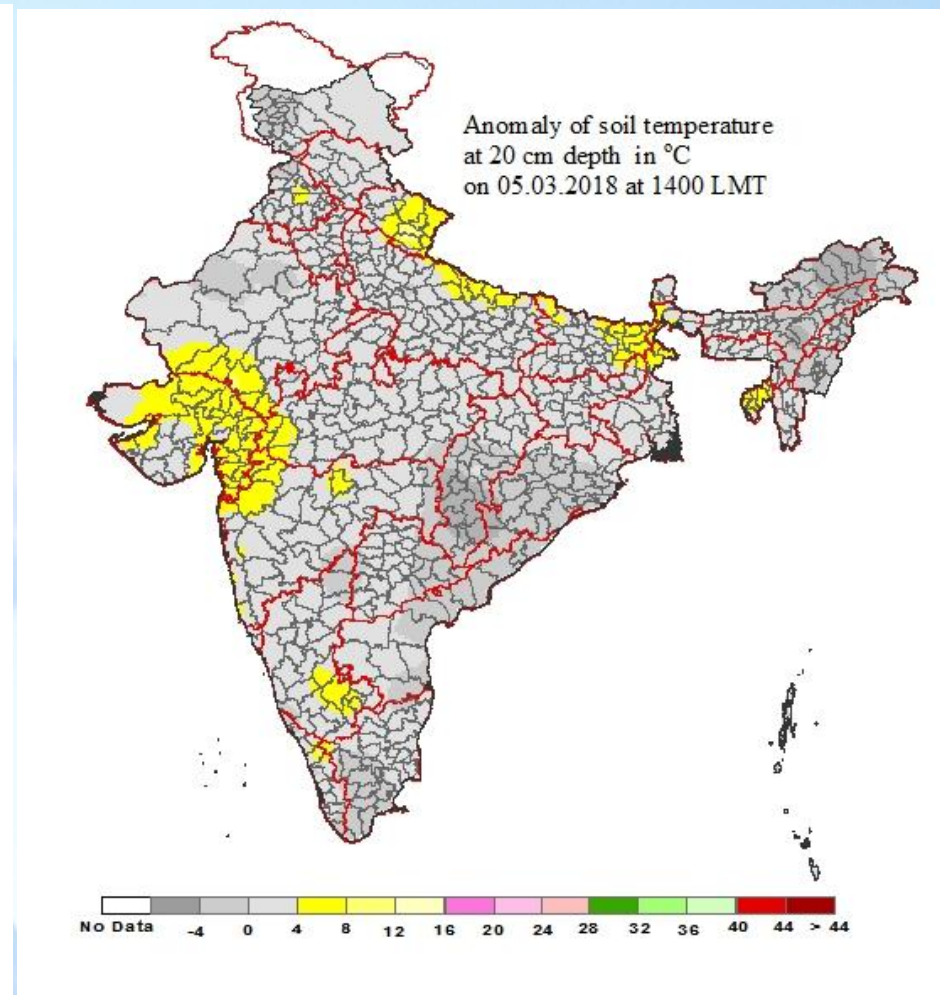 Anomaly of soil temperature
at 20 cm depth in °C
on 05.03.2018 at 1400 LMT
No Data -4 0 4 8 12 16 20 24 28 32 36 40 44 > 44